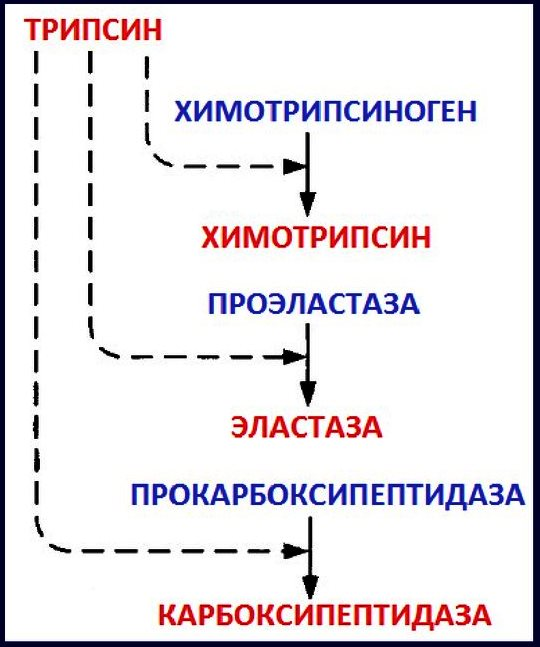 ТРИПСИН
ХИМОТРИПСИНОГЕН
ХИМОТРИПСИН
ПРОЭЛАСТАЗА
ЭЛАСТАЗА
ПРОКАРБОКСИПЕПТИДАЗА
КАРБОКСИПЕПТИДАЗА